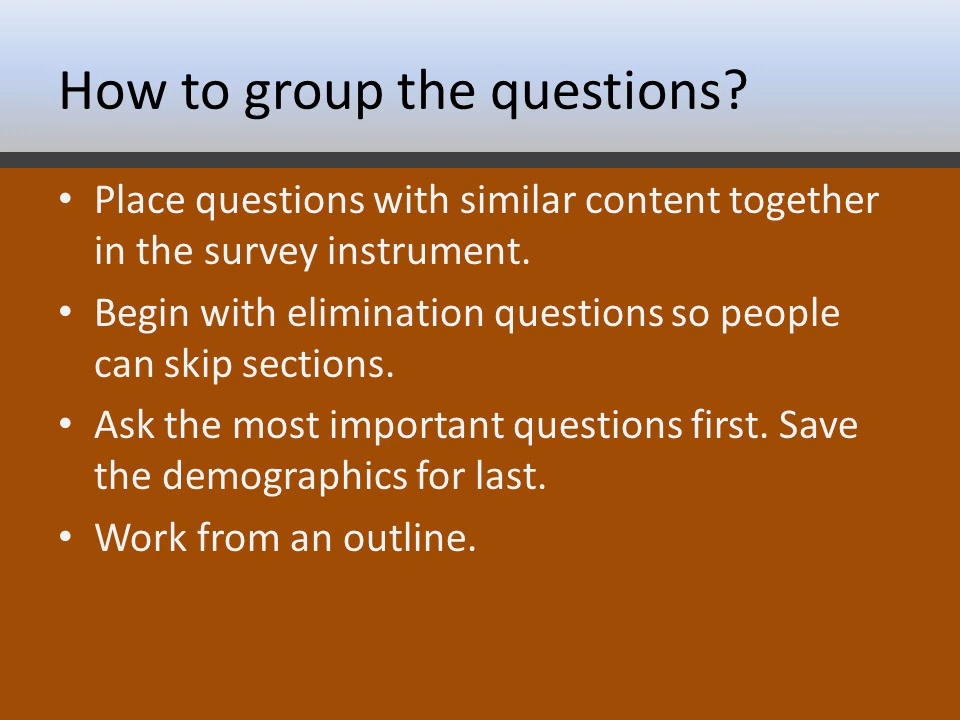 How to group the questions?
• Place questions with similar content together
in the survey instrument.
• Begin with elimination questions so people
can skip sections.
• Ask the most important questions first. Save
the demographics for last.
• Work from an outline.